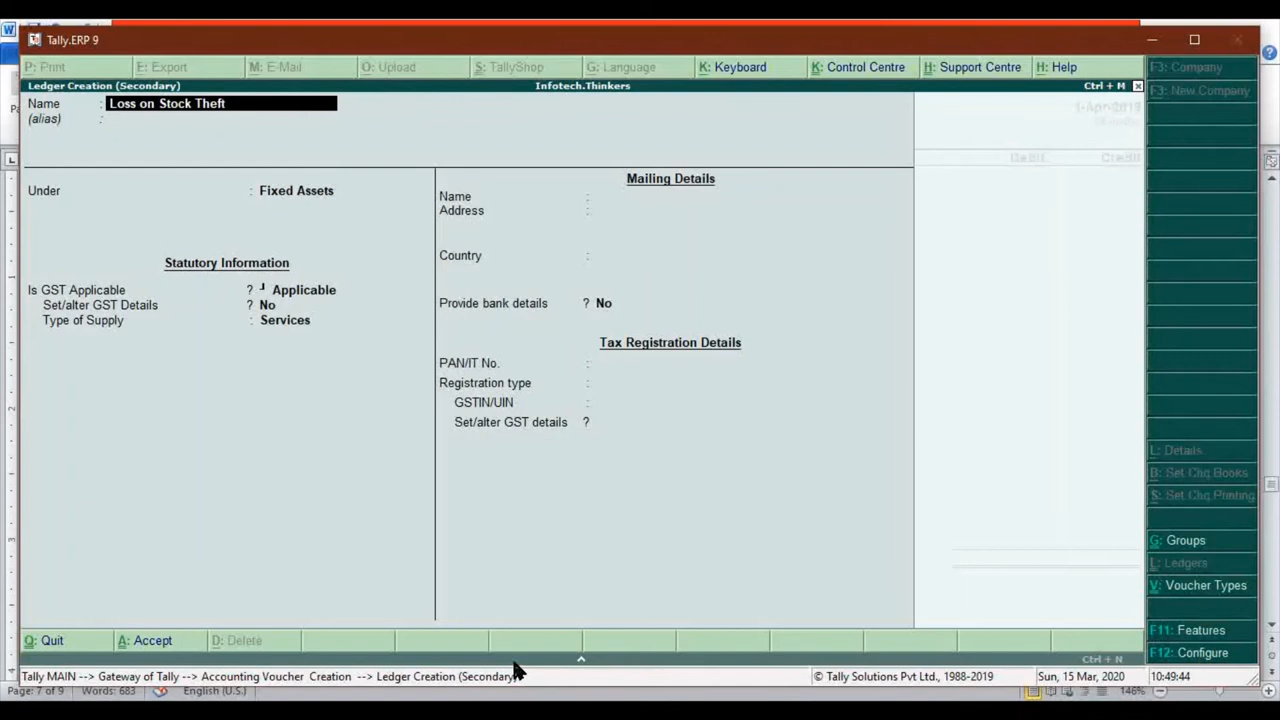 Tally.ERP 9
P: Print E: Export M: E-Mail O: Upload S: TallyShop G: Language K: Keyboard K: Control Centre H: Support Centre H: Help F3: Company
Ledger Creation (Secondary) Infotech.Thinkers Ctrl + M F3: New Company
Name : Loss on Stock Theft 1-Apr-2019
(alias) :
Debit Credit
Under : Fixed Assets Mailing Details
Name :
Address :
Country :
Statutory Information
Is GST Applicable ? Applicable
Set/alter GST Details ? No Provide bank details ? No
Type of Supply : Services
Tax Registration Details
PAN/IT No. :
Registration type :
GSTIN/UIN :
Set/alter GST details ?
L: Details
B: Set Chq Books
S: Set Chq Printing
G: Groups
L: Ledgers
V: Voucher Types
F11: Features
F12: Configure
Q: Quit A: Accept D: Delete
Ctrl + N
Tally MAIN --> Gateway of Tally --> Accounting Voucher Creation --> Ledger Creation (Secondary) © Tally Solutions Pvt Ltd., 1988-2019 Sun, 15 Mar, 2020 10:49:44
Page: 7 of 9 Words: 683 English (U.S.) 146%